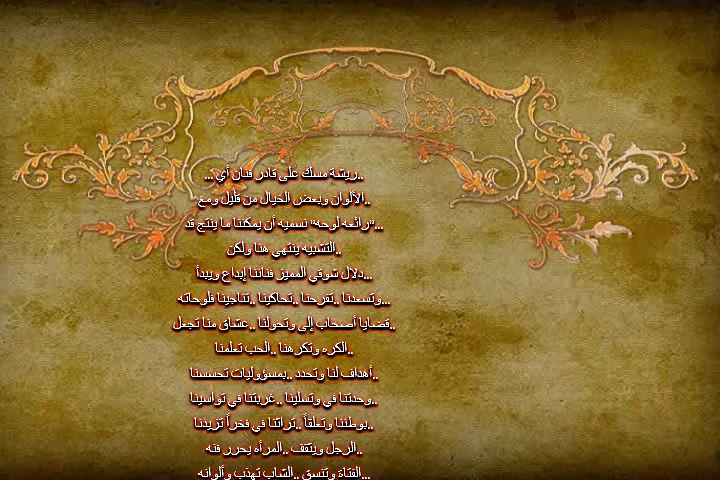 ..ريشة مسك على قادر فنان أي ...
..الألوان وبعض الخيال من قليل ومع
..."رائعه لوحه" نسميه أن يمكننا ما ينتج قد
..التشبيه ينتهي هنا ولكن
...دلال شوقي المميز فناننا إبداع ويبدأ
...وتسعدنا ..تفرحنا ..تحاكينا ..تناجينا فلوحاته
..قضايا أصحاب إلى وتحولنا ..عشاق منا تجعل
..الكره وتكرهنا ..الحب تعلمنا
..أهداف لنا وتحدد ..بمسؤوليات تحسسنا
..وحدتنا في وتسلينا ..غربتنا في تواسينا
..بوطننا وتعلقاً ..تراثنا في فخراً تزيدنا
..الرجل ويثقف ..المرأه يحرر فنه
...الفتاة وتنسق ..الشاب تهذب وألوانه